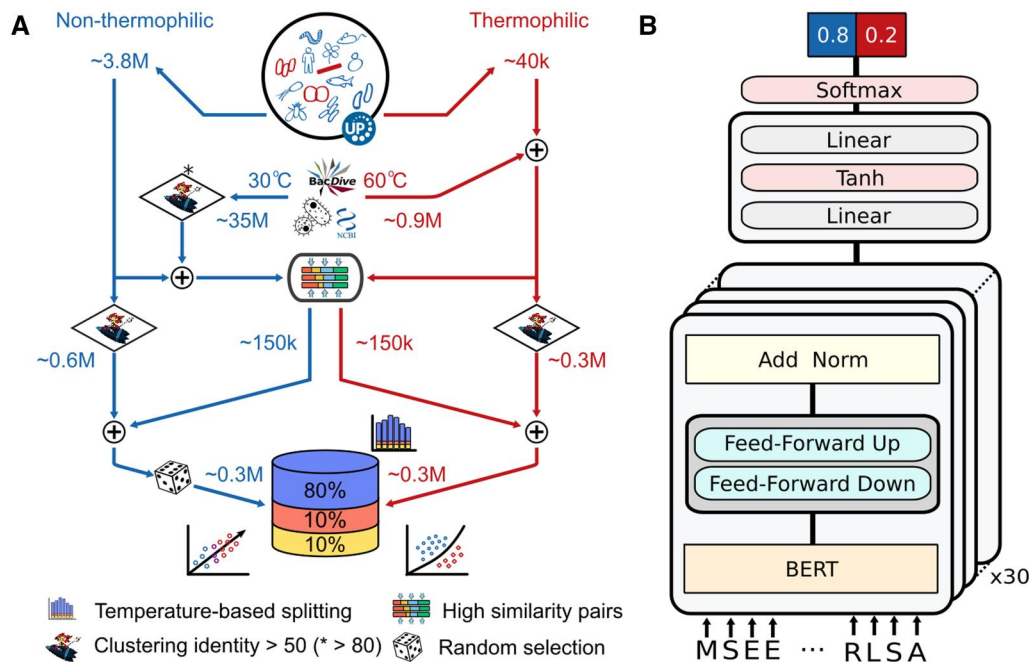 A
Non-thermophilic
Thermophilic
~3.8M
~40k
UP
*
30°C
BacDive
60°C
~35M
NCBI
~0.9M
~0.6M
~150k
~150k
~0.3M
~0.3M
~0.3M
80%
10%
10%
Temperature-based splitting
High similarity pairs
Clustering identity > 50 (* > 80)
Random selection
B
0.8 0.2
Softmax
Linear
Tanh
Linear
Add Norm
Feed-Forward Up
Feed-Forward Down
BERT
x30
M S E E ... R L S A